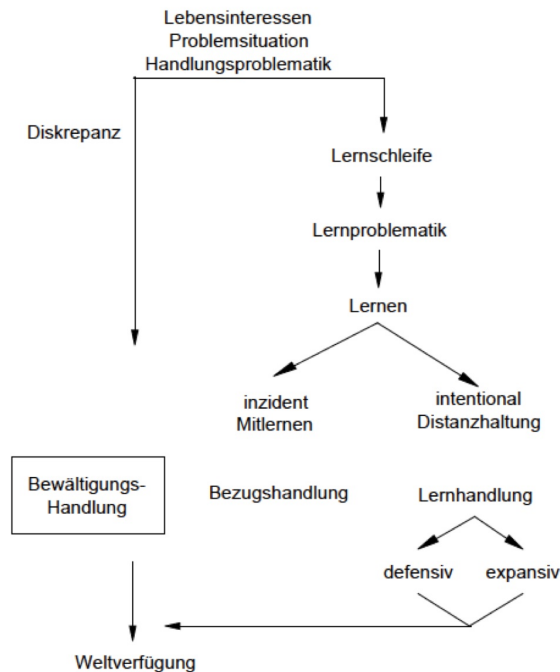 Lebensinteressen
Problemsituation
Handlungsproblematik
Diskrepanz
Lernschleife
Lernproblematik
Lernen
inzident
Mitlernen
intentional
Distanzhaltung
Bewältigungs-
Handlung
Bezugshandlung
Lernhandlung
defensiv
expansiv
Weltverfügung